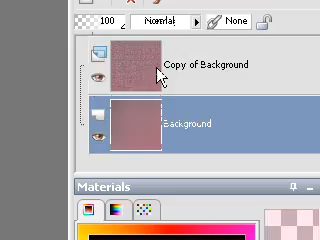 100 Normal None
Copy of Background
Background
Materials